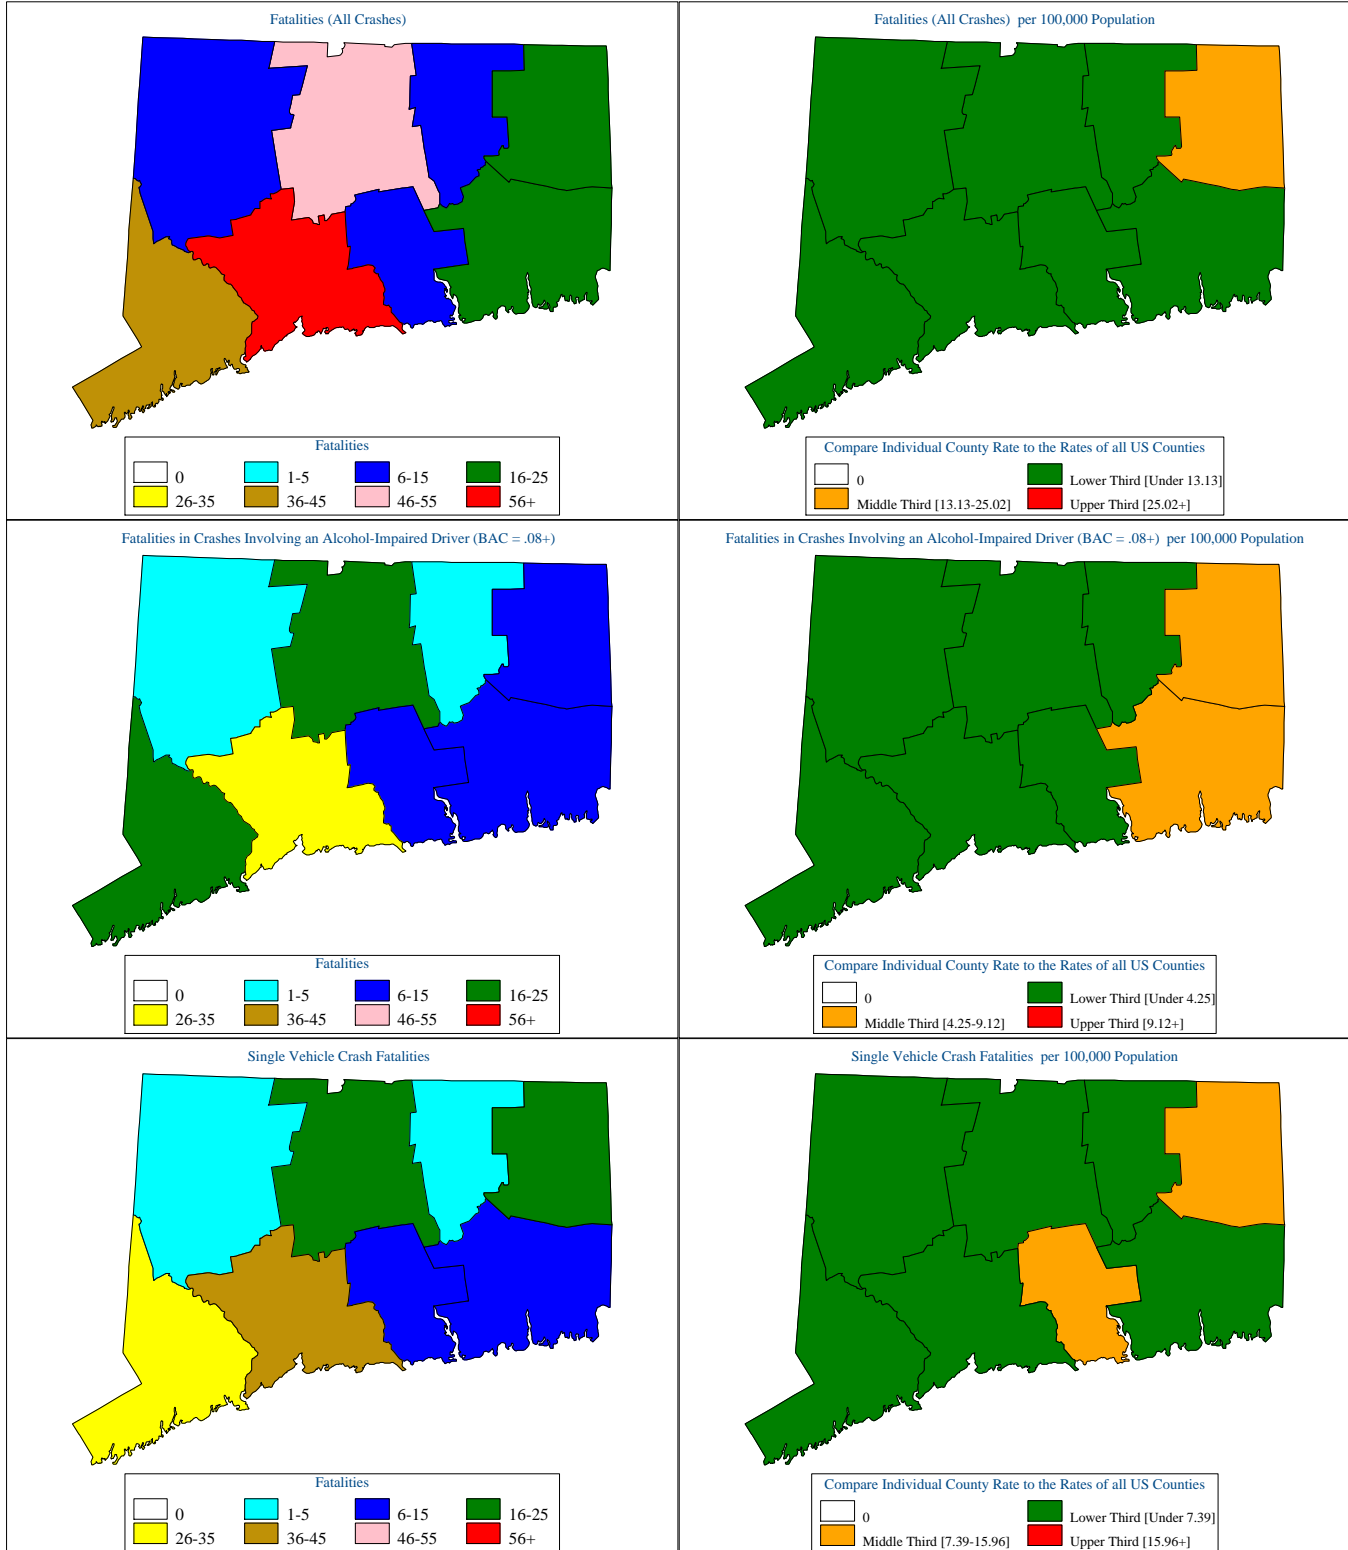 Fatalities (All Crashes)
Fatalities
0
1-5
6-15
16-25
26-35
36-45
46-55
56+
Fatalities (All Crashes)  per 100,000 Population
Compare Individual County Rate to the Rates of all US Counties
0
Lower Third [Under 13.13]
Middle Third [13.13-25.02]
Upper Third [25.02+]
Fatalities in Crashes Involving an Alcohol-Impaired Driver (BAC = .08+)
Fatalities
0
1-5
6-15
16-25
26-35
36-45
46-55
56+
Fatalities in Crashes Involving an Alcohol-Impaired Driver (BAC = .08+)  per 100,000 Population
Compare Individual County Rate to the Rates of all US Counties
0
Lower Third [Under 4.25]
Middle Third [4.25-9.12]
Upper Third [9.12+]
Single Vehicle Crash Fatalities
Fatalities
0
1-5
6-15
16-25
26-35
36-45
46-55
56+
Single Vehicle Crash Fatalities  per 100,000 Population
Compare Individual County Rate to the Rates of all US Counties
0
Lower Third [Under 7.39]
Middle Third [7.39-15.96]
Upper Third [15.96+]